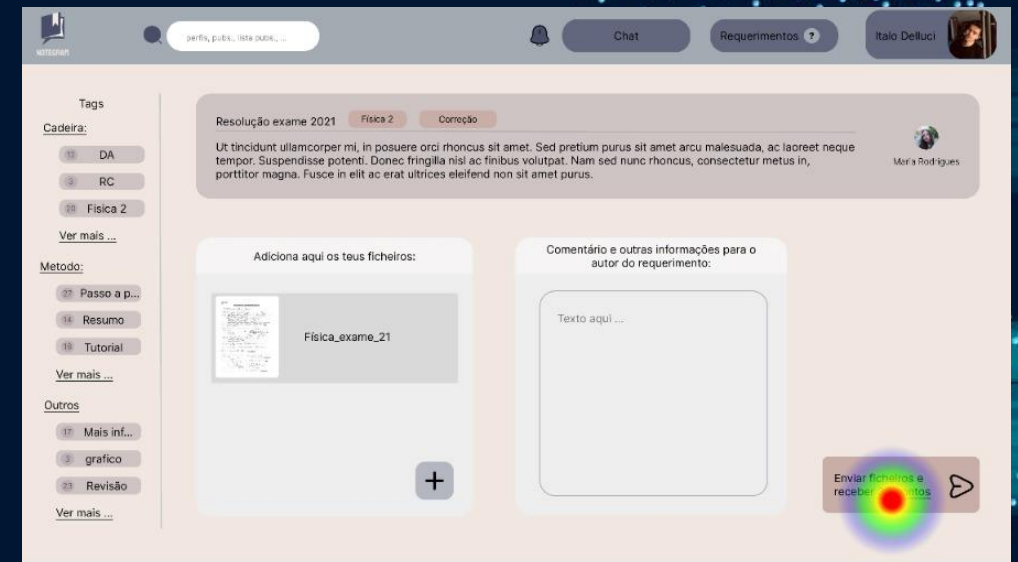 NOTEGRAM
perfis, pubs., lista pubs., ...
Chat
Requerimentos ?
Italo Delluci
Tags
Cadeira:
12 DA
3 RC
20 Fisica 2
Ver mais ...
Metodo:
27 Passo a p...
14 Resumo
19 Tutorial
Ver mais ...
Outros
17 Mais inf...
3 grafico
23 Revisão
Ver mais ...
Resolução exame 2021 Física 2 Correção
Ut tincidunt ullamcorper mi, in posuere orci rhoncus sit amet. Sed pretium purus sit amet arcu malesuada, ac laoreet neque
tempor. Suspendisse potenti. Donec fringilla nisl ac finibus volutpat. Nam sed nunc rhoncus, consectetur metus in,
porttitor magna. Fusce in elit ac erat ultrices eleifend non sit amet purus.
Maria Rodrigues
Adiciona aqui os teus ficheiros:
Física_exame_21
+
Comentário e outras informações para o
autor do requerimento:
Texto aqui ...
Enviar ficheiros e
receber